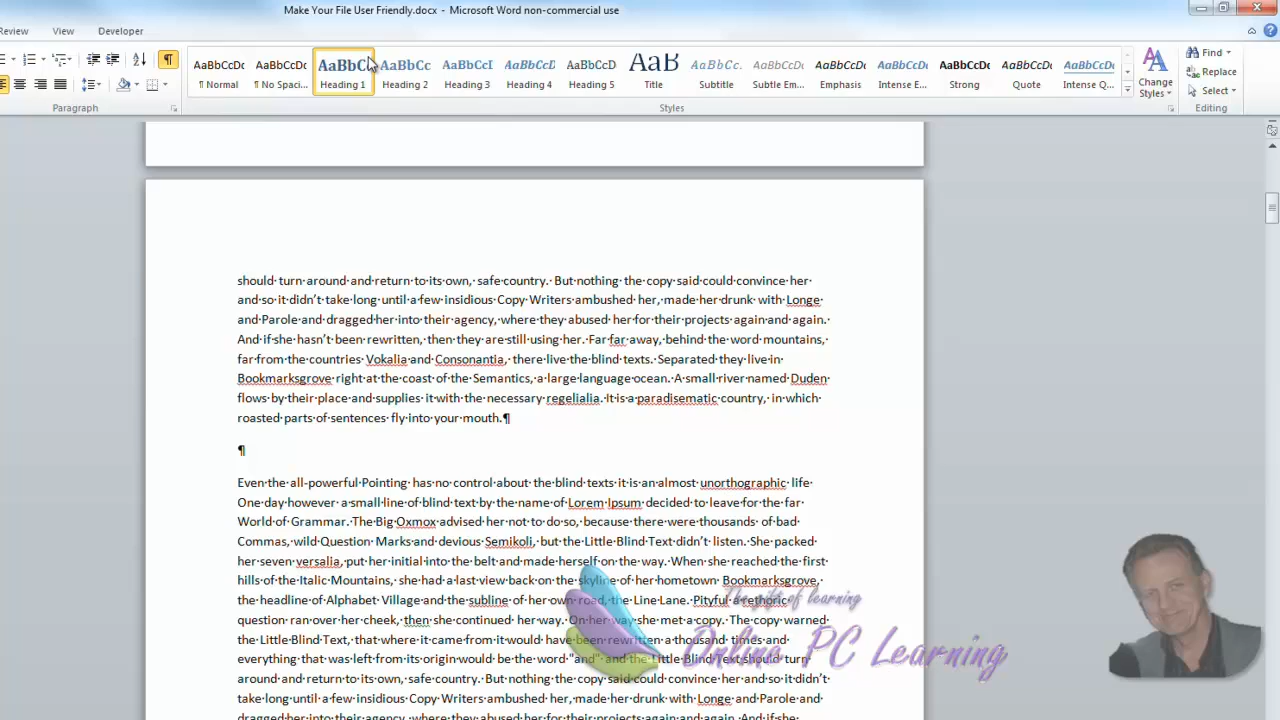 Make Your File User Friendly.docx - Microsoft Word non-commercial use
Review View Developer
AaBbCcDc AaBbCcDc AaBbC AaBbCc AaBbCcI AaBbCcD AaBbCcD AaB AaBbCc. AaBbCcDc AaBbCcDc AaBbCcDc AaBbCcDc AaBbCcDc AaBbCcDc
¶ Normal ¶ No Spaci... Heading 1 Heading 2 Heading 3 Heading 4 Heading 5 Title Subtitle Subtle Em... Emphasis Intense E... Strong Quote Intense Q...
Change Styles
Find
Replace
Select
Paragraph Styles Editing
should turn around and return to its own, safe country. But nothing the copy said could convince her
and so it didn't take long until a few insidious Copy Writers ambushed her, made her drunk with Longe
and Parole and dragged her into their agency, where they abused her for their projects again and again.
And if she hasn't been rewritten, then they are still using her. Far far away, behind the word mountains,
far from the countries Vokalia and Consonantia, there live the blind texts. Separated they live in
Bookmarksgrove right at the coast of the Semantics, a large language ocean. A small river named Duden
flows by their place and supplies it with the necessary regelialia. It is a paradisematic country, in which
roasted parts of sentences fly into your mouth.¶
¶
Even the all-powerful Pointing has no control about the blind texts it is an almost unorthographic life
One day however a small line of blind text by the name of Lorem Ipsum decided to leave for the far
World of Grammar. The Big Oxmox advised her not to do so, because there were thousands of bad
Commas, wild Question Marks and devious Semikoli, but the Little Blind Text didn't listen. She packed
her seven versalia, put her initial into the belt and made herself on the way. When she reached the first
hills of the Italic Mountains, she had a last view back on the skyline of her hometown Bookmarksgrove,
the headline of Alphabet Village and the subline of her own road, the Line Lane. Pityful a rethoric
question ran over her cheek, then she continued her way. On her way she met a copy. The copy warned
the Little Blind Text, that where it came from it would have been rewritten a thousand times and
everything that was left from its origin would be the word "and" and the Little Blind Text should turn
around and return to its own, safe country. But nothing the copy said could convince her and so it didn't
take long until a few insidious Copy Writers ambushed her, made her drunk with Longe and Parole and
dragged her into their agency, where they abused her for their projects again and again. And if she
The gift of learning
Online PC Learning